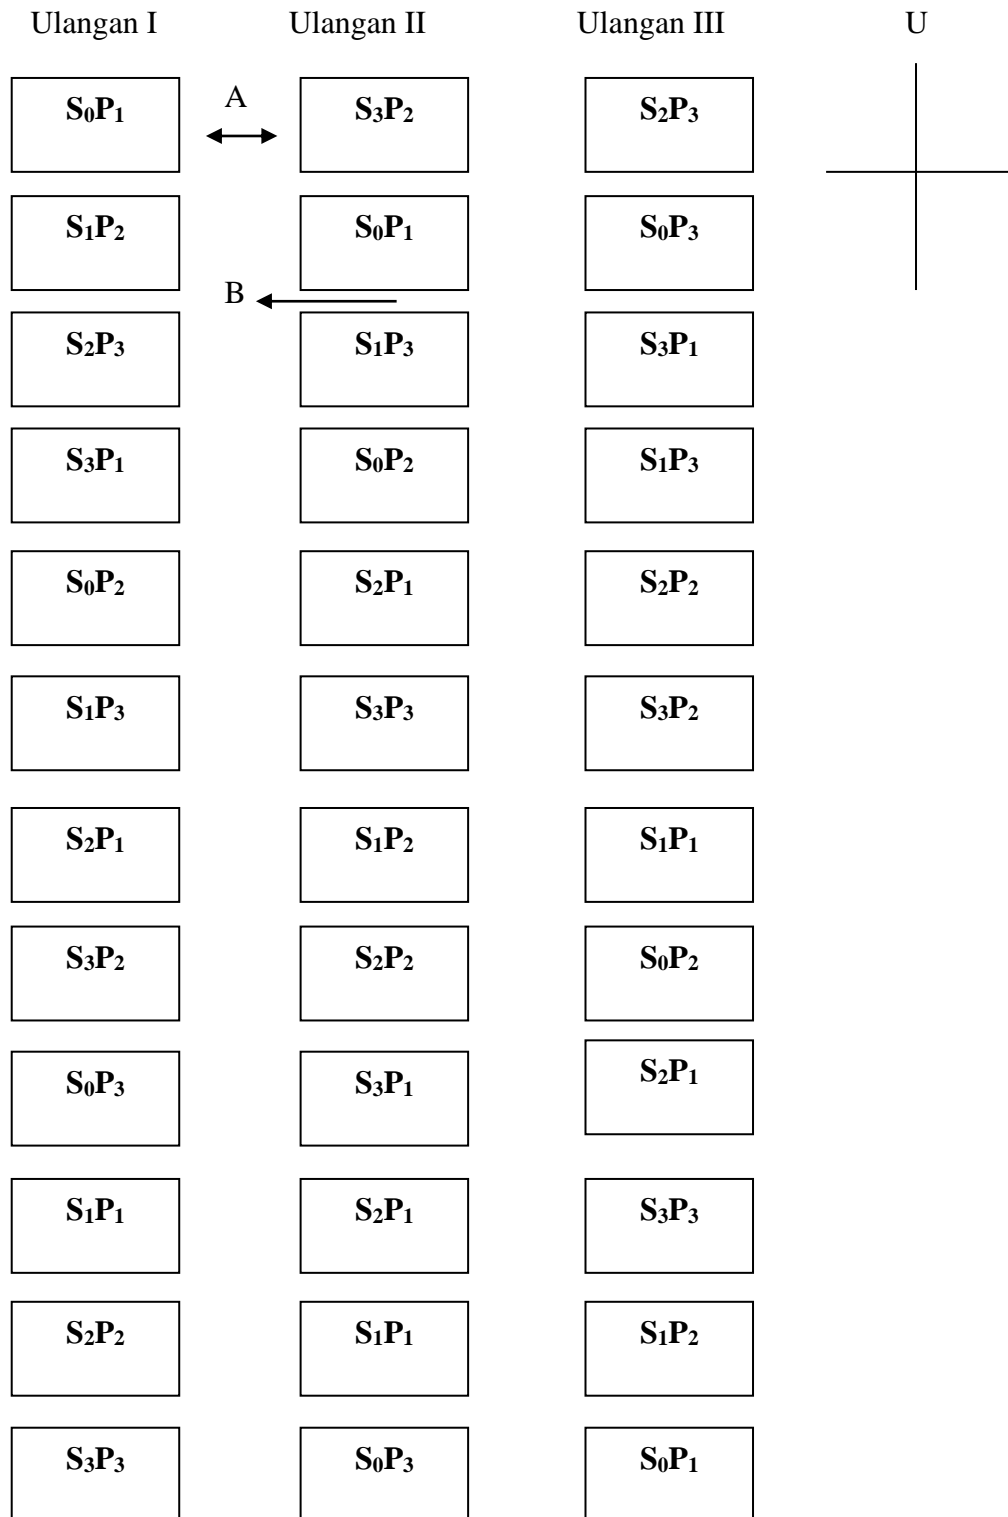 Ulangan I Ulangan II Ulangan III U
S₀P₁ A S₃P₂ S₂P₃
S₁P₂ S₀P₁ S₀P₃
B
S₂P₃ S₁P₃ S₃P₁
S₃P₁ S₀P₂ S₁P₃
S₀P₂ S₂P₁ S₂P₂
S₁P₃ S₃P₃ S₃P₂
S₂P₁ S₁P₂ S₁P₁
S₃P₂ S₂P₂ S₀P₂
S₀P₃ S₃P₁ S₂P₁
S₁P₁ S₂P₁ S₃P₃
S₂P₂ S₁P₁ S₁P₂
S₃P₃ S₀P₃ S₀P₁